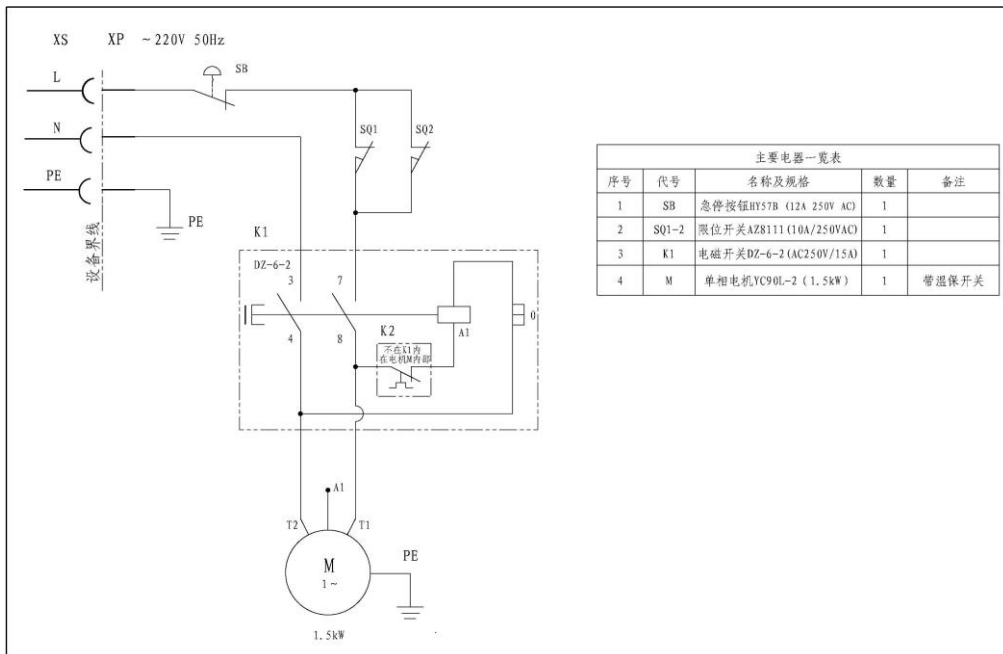 XS XP ~220V 50Hz
L
SB
N
SQ1 SQ2
PE
PE
设备界线
K1
DZ-6-2
3 7
4 8
K2
不在K1内
在电机M内部
A1
0
A1
T2 T1
M
1~
PE
1.5kW
主要电器一览表
序号 代号 名称及规格 数量 备注
1 SB 急停按钮HY57B (12A 250V AC) 1
2 SQ1-2 限位开关AZ8111(10A/250VAC) 1
3 K1 电磁开关DZ-6-2(AC250V/15A) 1
4 M 单相电机YC90L-2(1.5kW) 1 带温保开关